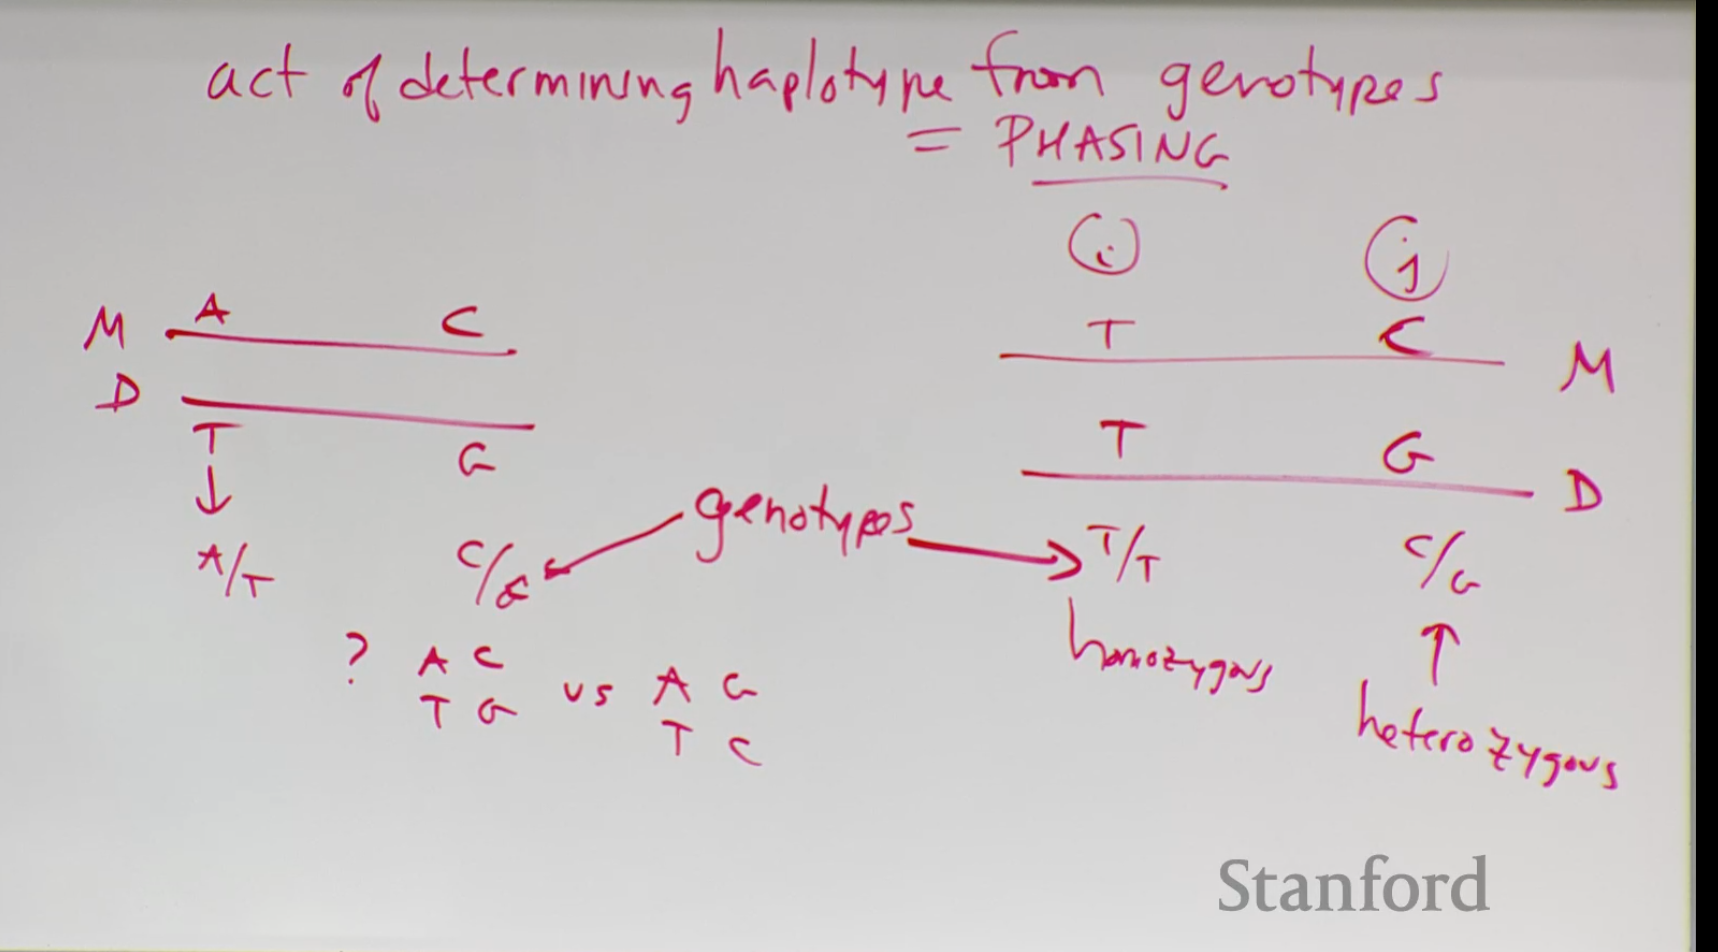 act of determining haplotype from genotypes
= PHASING
i j
M A C
D
T G
A/T C/G
? A C
T G
vs
A G
T C
genotypes
T C M
T G D
T/T C/G
homozygous
heterozygous
Stanford